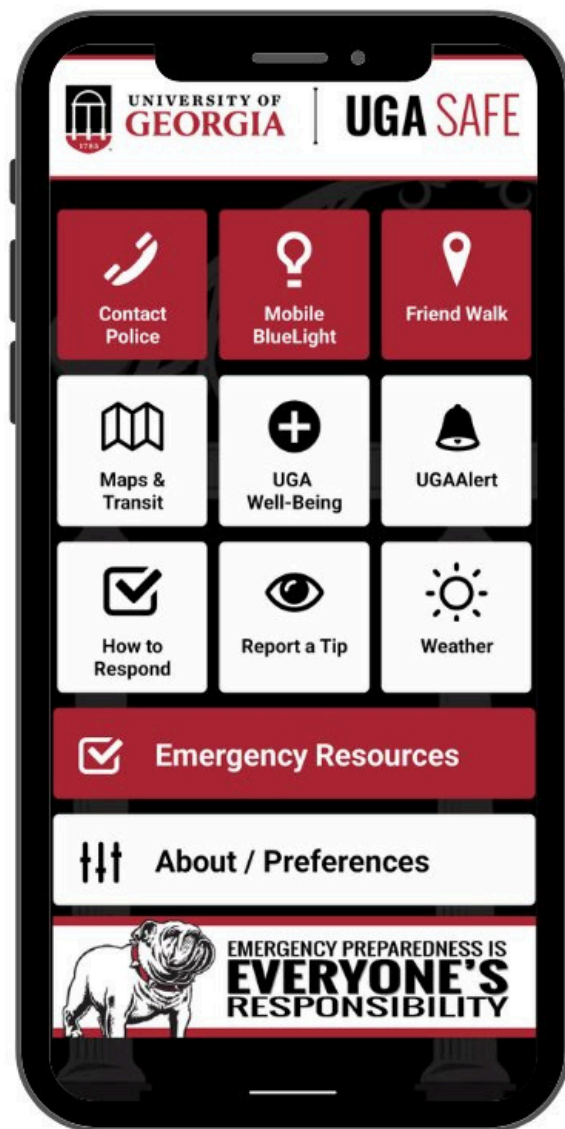 UNIVERSITY OF
GEORGIA
1785
UGA SAFE
Contact
Police
Mobile
BlueLight
Friend Walk
Maps &
Transit
UGA
Well-Being
UGAAlert
How to
Respond
Report a Tip
Weather
Emergency Resources
About / Preferences
EMERGENCY PREPAREDNESS IS
EVERYONE'S
RESPONSIBILITY